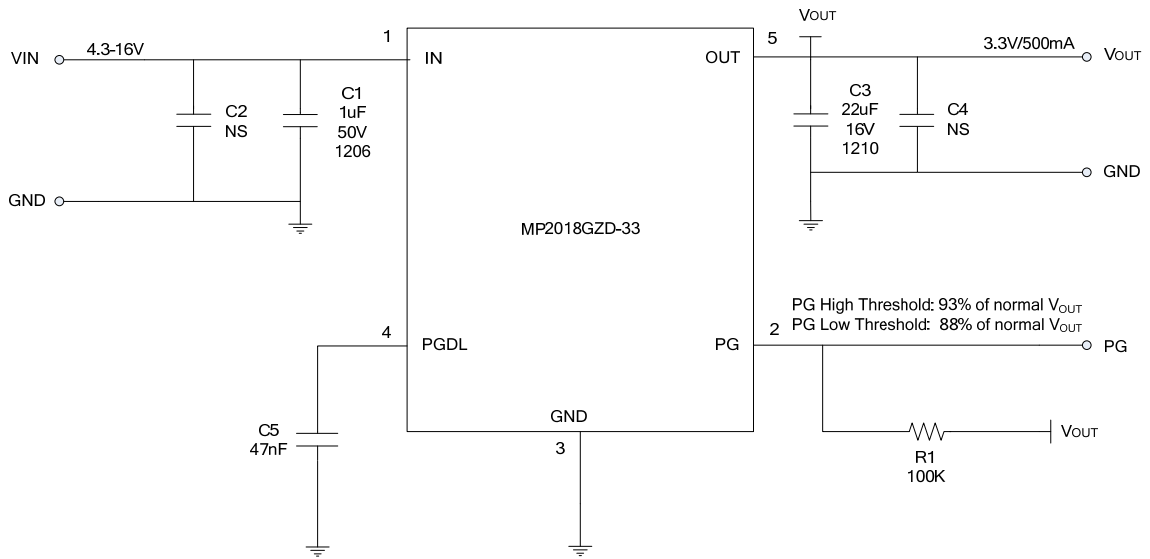 VIN
4.3-16V
C2
NS
C1
1uF
50V
1206
GND
1
IN
MP2018GZD-33
4
PGDL
C5
47nF
GND
3
OUT
5
VOUT
3.3V/500mA
VOUT
C3
22uF
16V
1210
C4
NS
GND
PG High Threshold: 93% of normal VOUT
PG Low Threshold: 88% of normal VOUT
2
PG
PG
R1
100K
VOUT